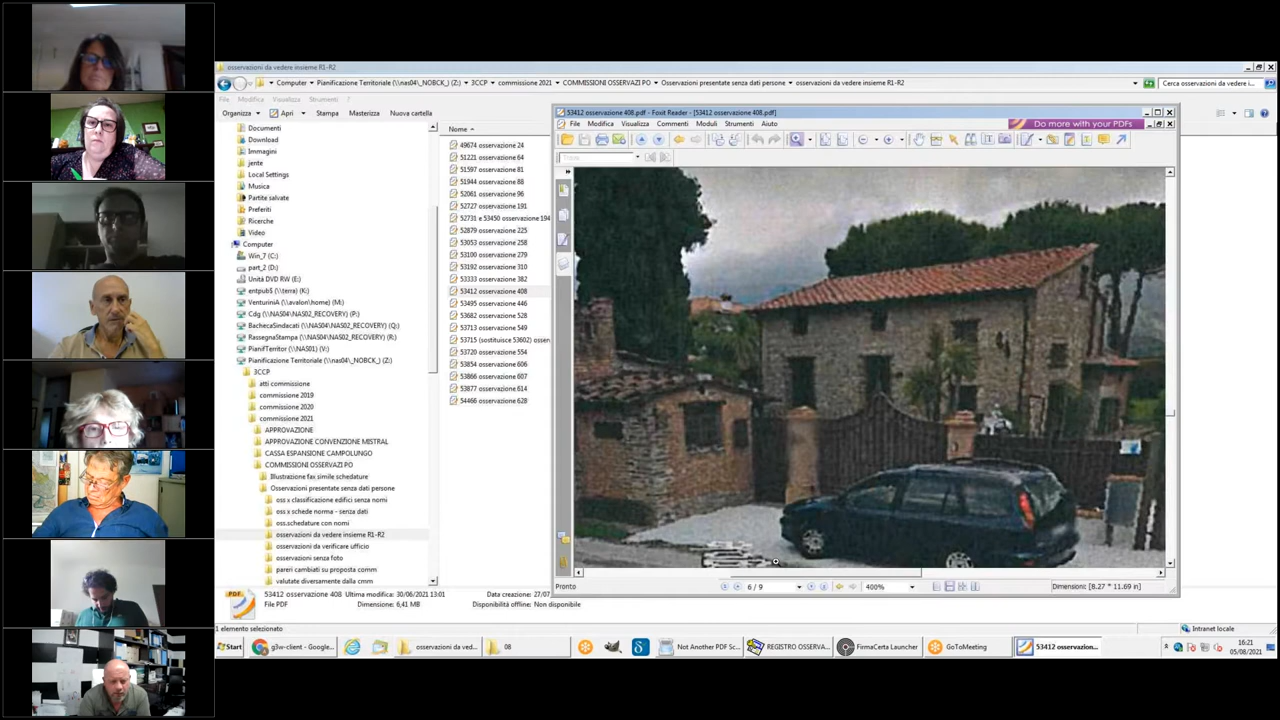 osservazioni da vedere insieme R1-R2
Computer ▸ Pianificazione Territoriale (\\nas04\_NOBCK_) (Z:) ▸ 3CCP ▸ commissione 2021 ▸ COMMISSIONI OSSERVAZI PO ▸ Osservazioni presentate senza dati persone ▸ osservazioni da vedere insieme R1-R2
Cerca osservazioni da vedere i...
File Modifica Visualizza Strumenti ?
Organizza Apri Stampa Masterizza Nuova cartella
Documenti
Download
Immagini
jente
Local Settings
Musica
Partite salvate
Preferiti
Ricerche
Video
Computer
Win_7 (C:)
part_2 (D:)
Unità DVD RW (E:)
entpub$ (\\terra) (K:)
VenturiniA (\\avalon\home) (M:)
Cdg (\\NAS04\NAS02_RECOVERY) (P:)
BachecaSindacati (\\NAS04\NAS02_RECOVERY) (Q:)
RassegnaStampa (\\NAS04\NAS02_RECOVERY) (R:)
PianifTerritor (\\NAS01) (V:)
Pianificazione Territoriale (\\nas04\_NOBCK_) (Z:)
3CCP
atti commissione
commissione 2019
commissione 2020
commissione 2021
APPROVAZIONE
APPROVAZIONE CONVENZIONE MISTRAL
CASSA ESPANSIONE CAMPOLUNGO
COMMISSIONI OSSERVAZI PO
Illustrazione fax simile schedature
Osservazioni presentate senza dati persone
oss x classificazione edifici senza nomi
oss x schede norma - senza dati
oss.schedature con nomi
osservazioni da vedere insieme R1-R2
osservazioni da verificare ufficio
osservazioni senza foto
pareri cambiati su proposta comm
valutate diversamente dalla cmm
Nome
49674 osservazione 24
51221 osservazione 64
51597 osservazione 81
51944 osservazione 88
52061 osservazione 96
52727 osservazione 191
52731 e 53450 osservazione 194
52879 osservazione 225
53053 osservazione 258
53100 osservazione 279
53192 osservazione 310
53333 osservazione 382
53412 osservazione 408
53495 osservazione 446
53682 osservazione 528
53713 osservazione 549
53715 (sostituisce 53602) osserv
53720 osservazione 554
53854 osservazione 606
53866 osservazione 607
53877 osservazione 614
54466 osservazione 628
53412 osservazione 408.pdf - Foxit Reader - [53412 osservazione 408.pdf]
File Modifica Visualizza Commenti Moduli Strumenti Aiuto
Do more with your PDFs
Trova
Pronto 6 / 9 400% Dimensioni: [8.27 * 11.69 in]
53412 osservazione 408 Ultima modifica: 30/06/2021 13:01 Data creazione: 27/07
File PDF Dimensione: 6,41 MB Disponibilità offline: Non disponibile
1 elemento selezionato
Intranet locale
Start g3w-client - Google... osservazioni da ved... 08 Not Another PDF Sc... REGISTRO OSSERVA... FirmaCerta Launcher GoToMeeting 53412 osservazion...
16:21
05/08/2021